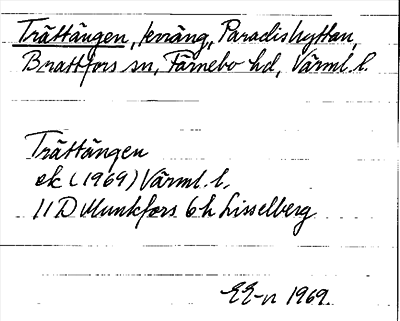 Trättängen, kväng, Paradishyttan,
Brattfors sn, Färnebo hd, Värml. l.
Trättängen
ek (1969) Värml. l.
11 D Munkfors 6 h Lisselberg
EE-n 1969.